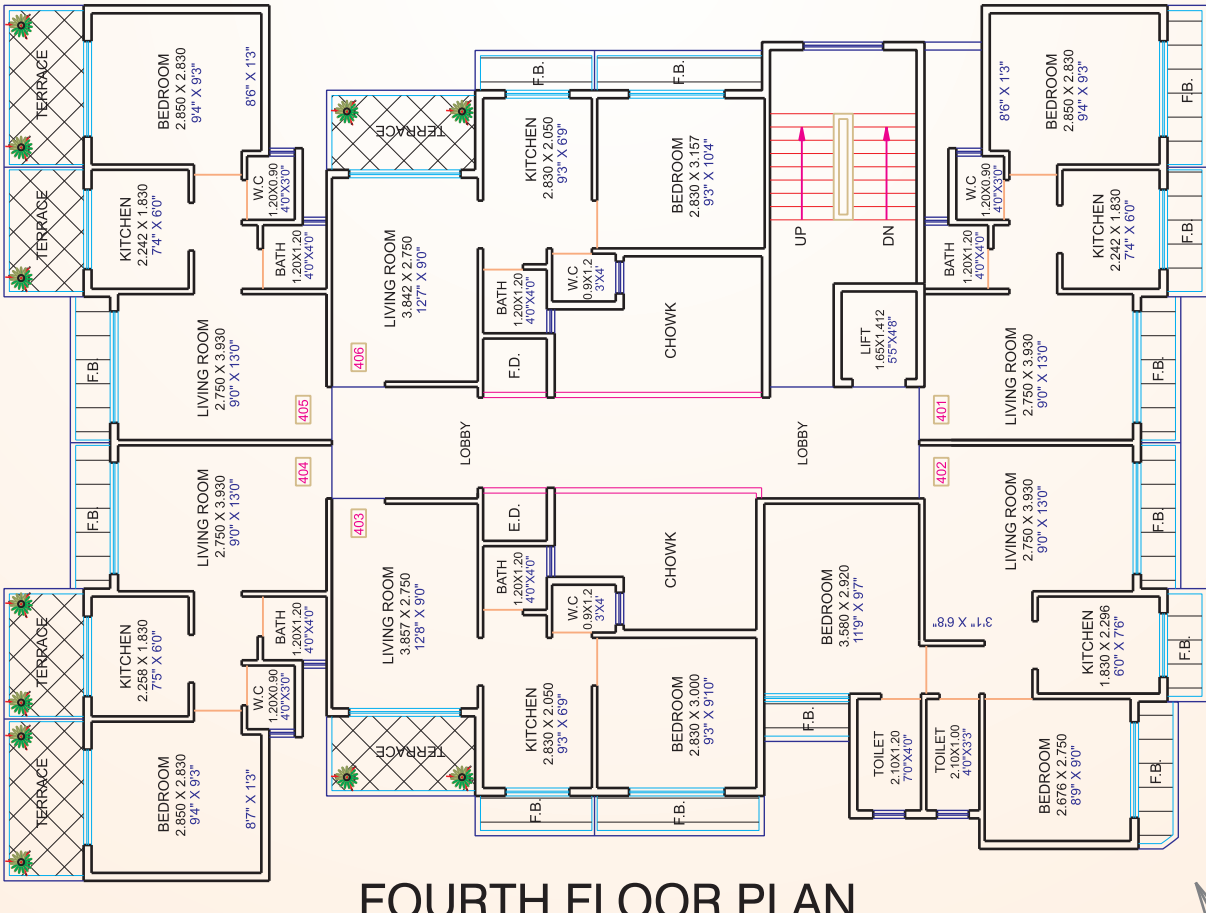 TERRACE
BEDROOM
2.850 X 2.830
9'4" X 9'3"
8'6" X 1'3"
TERRACE
KITCHEN
2.242 X 1.830
7'4" X 6'0"
W.C
1.20X0.90
4'0"X3'0"
BATH
1.20X1.20
4'0"X4'0"
F.B.
LIVING ROOM
2.750 X 3.930
9'0" X 13'0"
405
TERRACE
LIVING ROOM
3.842 X 2.750
12'7" X 9'0"
406
F.B.
KITCHEN
2.830 X 2.050
9'3" X 6'9"
F.B.
BEDROOM
2.830 X 3.157
9'3" X 10'4"
BATH
1.20X1.20
4'0"X4'0"
W.C
0.9X1.2
3'X4'
F.D.
CHOWK
UP
DN
LIFT
1.65X1.412
5'5"X4'8"
8'6" X 1'3"
BEDROOM
2.850 X 2.830
9'4" X 9'3"
F.B.
W.C
1.20X0.90
4'0"X3'0"
KITCHEN
2.242 X 1.830
7'4" X 6'0"
F.B.
BATH
1.20X1.20
4'0"X4'0"
401
LIVING ROOM
2.750 X 3.930
9'0" X 13'0"
F.B.
LOBBY
LOBBY
F.B.
LIVING ROOM
2.750 X 3.930
9'0" X 13'0"
404
TERRACE
KITCHEN
2.258 X 1.830
7'5" X 6'0"
BATH
1.20X1.20
4'0"X4'0"
W.C
1.20X0.90
4'0"X3'0"
TERRACE
BEDROOM
2.850 X 2.830
9'4" X 9'3"
8'7" X 1'3"
403
LIVING ROOM
3.857 X 2.750
12'8" X 9'0"
TERRACE
E.D.
BATH
1.20X1.20
4'0"X4'0"
W.C
0.9X1.2
3'X4'
CHOWK
KITCHEN
2.830 X 2.050
9'3" X 6'9"
F.B.
BEDROOM
2.830 X 3.000
9'3" X 9'10"
F.B.
BEDROOM
3.580 X 2.920
11'9" X 9'7"
F.B.
402
LIVING ROOM
2.750 X 3.930
9'0" X 13'0"
F.B.
3'1" X 6'8"
KITCHEN
1.830 X 2.296
6'0" X 7'6"
F.B.
TOILET
2.10X1.20
7'0"X4'0"
TOILET
2.10X1.00
4'0"X3'3"
BEDROOM
2.676 X 2.750
8'9" X 9'0"
F.B.
FOURTH FLOOR PLAN